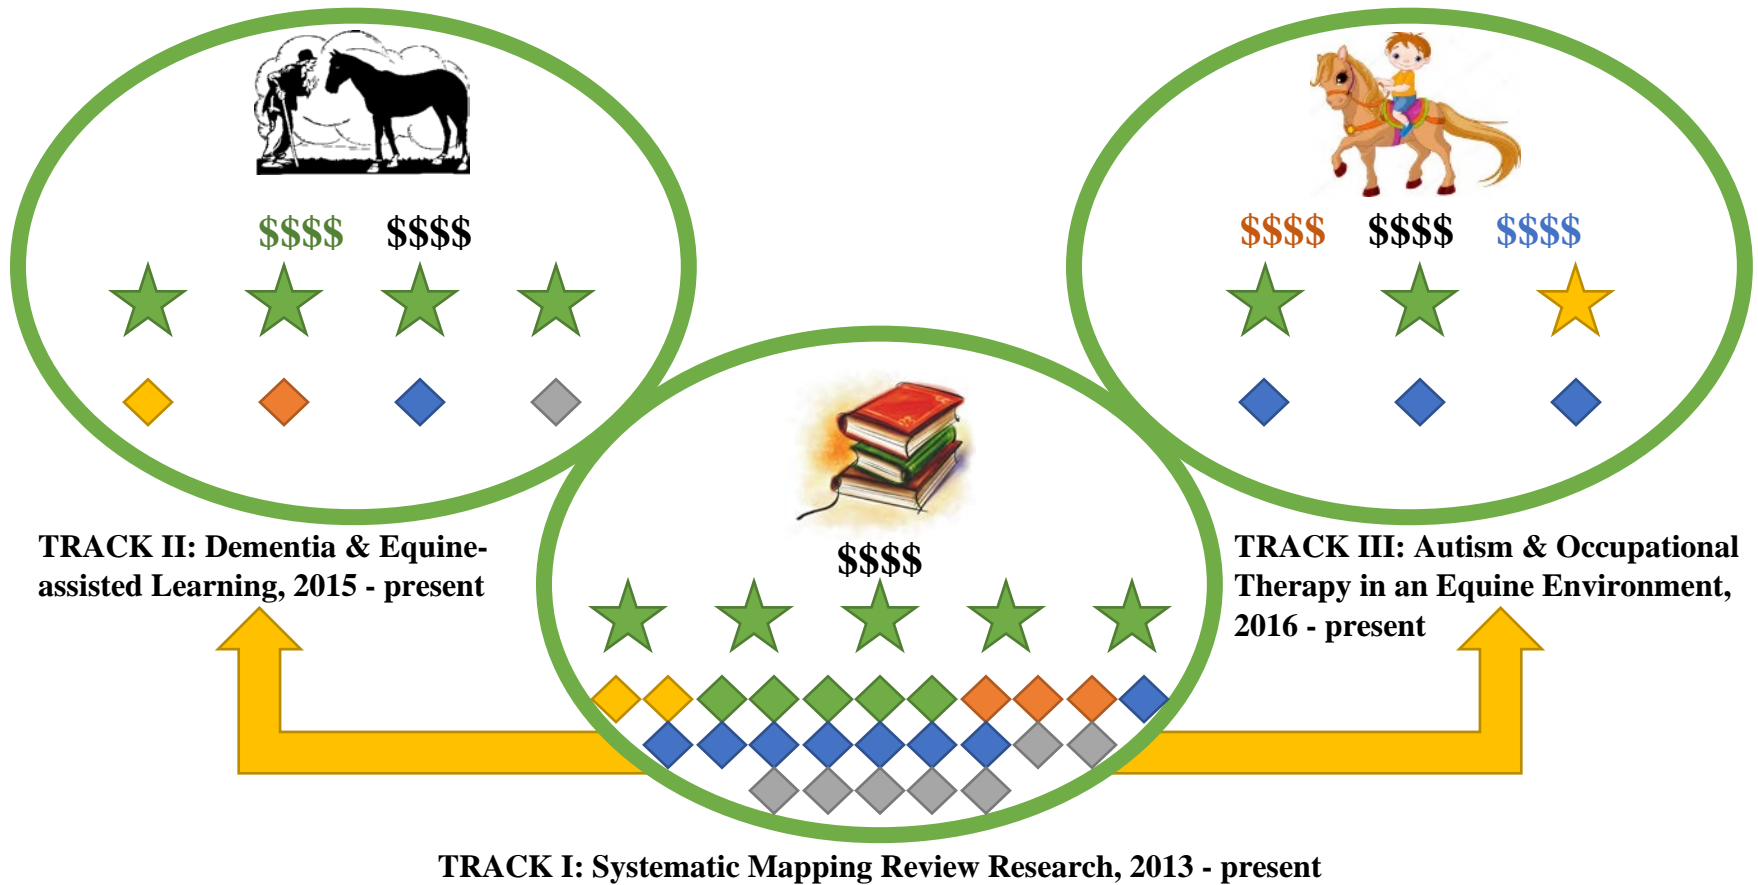 $$$$ $$$$
$$$$ $$$$ $$$$
TRACK II: Dementia & Equine-
assisted Learning, 2015 - present
$$$$
TRACK III: Autism & Occupational
Therapy in an Equine Environment,
2016 - present
TRACK I: Systematic Mapping Review Research, 2013 - present